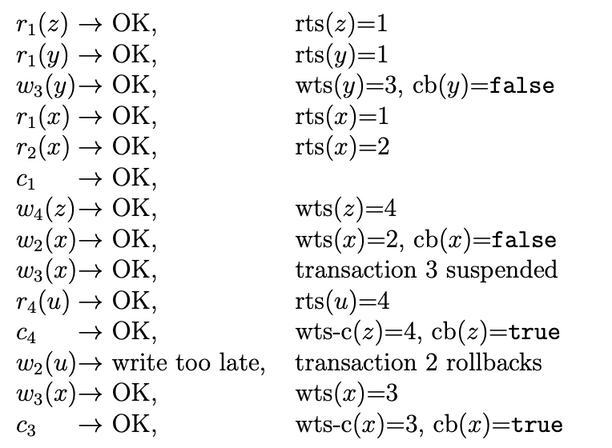 r₁(z) → OK, rts(z)=1
r₁(y) → OK, rts(y)=1
w₃(y)→ OK, wts(y)=3, cb(y)=false
r₁(x) → OK, rts(x)=1
r₂(x) → OK, rts(x)=2
c₁ → OK,
w₄(z)→ OK, wts(z)=4
w₂(x)→ OK, wts(x)=2, cb(x)=false
w₃(x)→ OK, transaction 3 suspended
r₄(u) → OK, rts(u)=4
c₄ → OK, wts-c(z)=4, cb(z)=true
w₂(u)→ write too late, transaction 2 rollbacks
w₃(x)→ OK, wts(x)=3
c₃ → OK, wts-c(x)=3, cb(x)=true